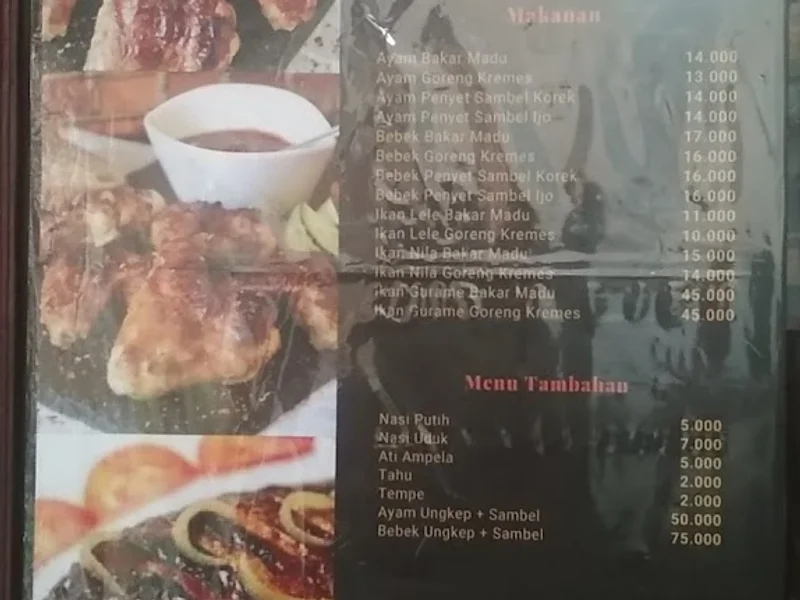 Makanan
Ayam Bakar Madu 14.000
Ayam Goreng Kremes 13.000
Ayam Penyet Sambel Korek 14.000
Ayam Penyet Sambel Ijo 14.000
Bebek Bakar Madu 17.000
Bebek Goreng Kremes 16.000
Bebek Penyet Sambel Korek 16.000
Bebek Penyet Sambel Ijo 16.000
Ikan Lele Bakar Madu 11.000
Ikan Lele Goreng Kremes 10.000
Ikan Nila Bakar Madu 15.000
Ikan Nila Goreng Kremes 14.000
Ikan Gurame Bakar Madu 45.000
Ikan Gurame Goreng Kremes 45.000
Menu Tambahan
Nasi Putih 5.000
Nasi Uduk 7.000
Ati Ampela 5.000
Tahu 2.000
Tempe 2.000
Ayam Ungkep + Sambel 50.000
Bebek Ungkep + Sambel 75.000